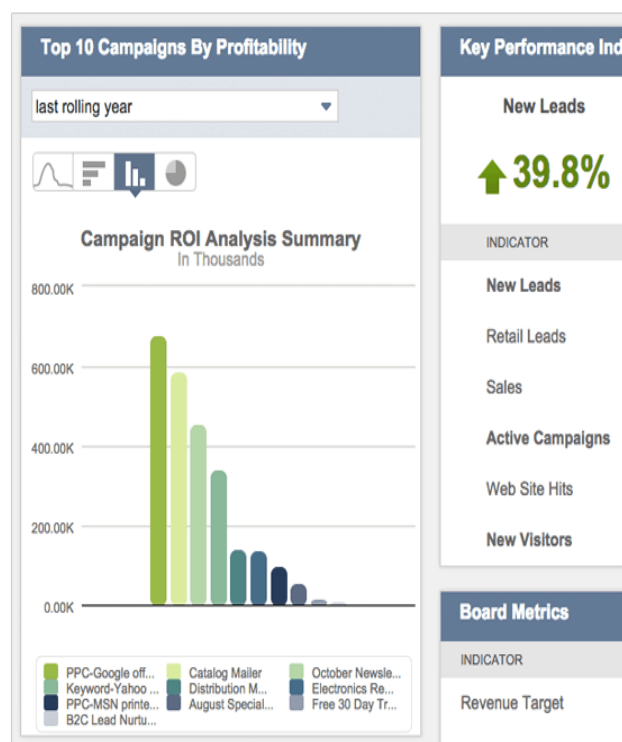 Top 10 Campaigns By Profitability
last rolling year
Campaign ROI Analysis Summary
In Thousands
800.00K
600.00K
400.00K
200.00K
0.00K
PPC-Google off...
Catalog Mailer
October Newsle...
Keyword-Yahoo ...
Distribution M...
Electronics Re...
PPC-MSN printe...
August Special...
Free 30 Day Tr...
B2C Lead Nurtu...
Key Performance Ind
New Leads
39.8%
INDICATOR
New Leads
Retail Leads
Sales
Active Campaigns
Web Site Hits
New Visitors
Board Metrics
INDICATOR
Revenue Target